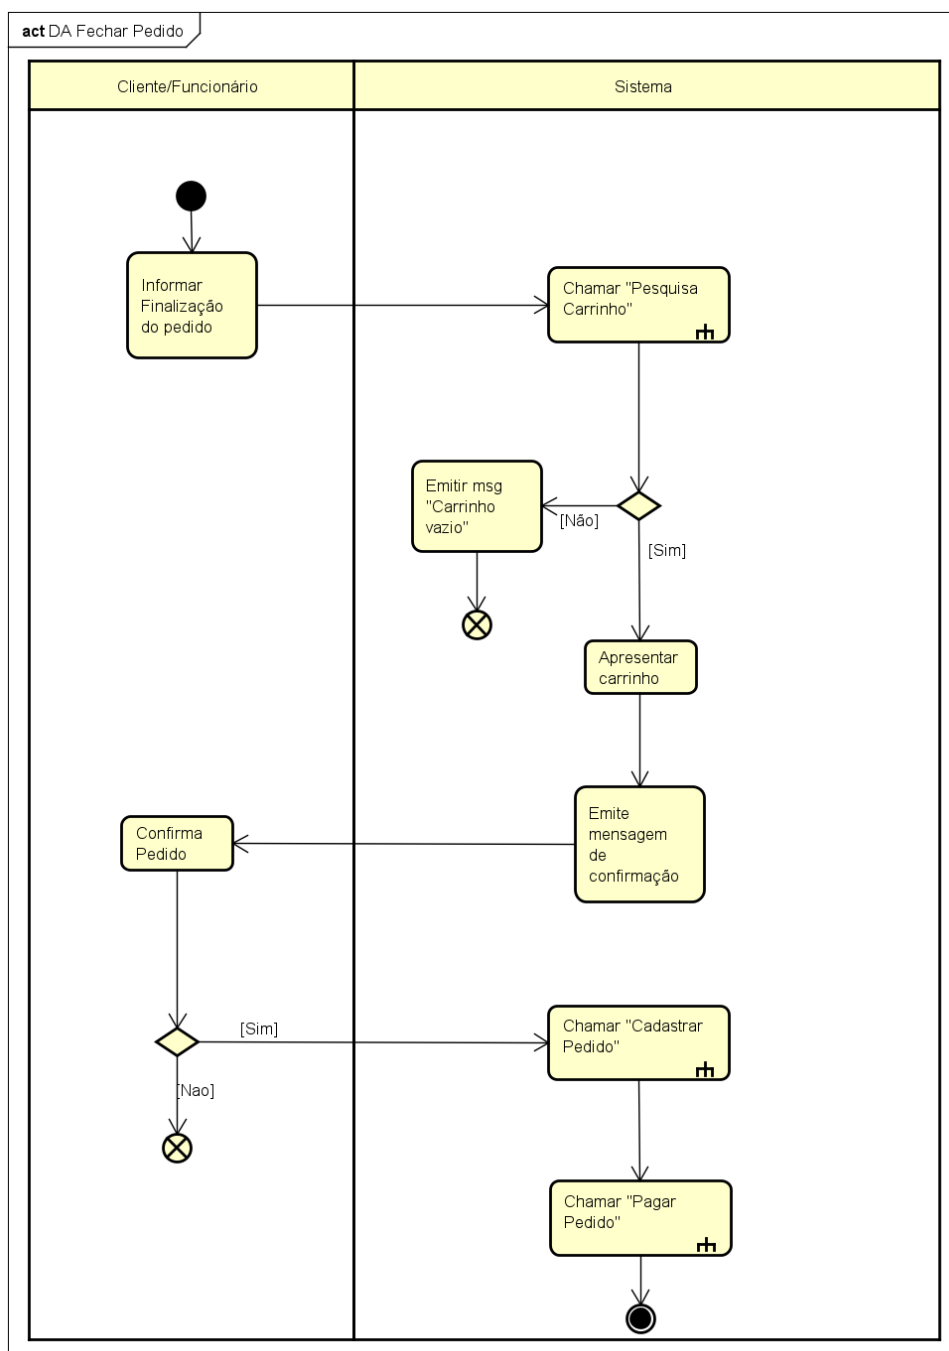 act DA Fechar Pedido
Cliente/Funcionário
Sistema
Informar
Finalização
do pedido
Chamar "Pesquisa
Carrinho"
Emitir msg
"Carrinho
vazio"
[Não]
[Sim]
Apresentar
carrinho
Emite
mensagem
de
confirmação
Confirma
Pedido
[Sim]
[Nao]
Chamar "Cadastrar
Pedido"
Chamar "Pagar
Pedido"